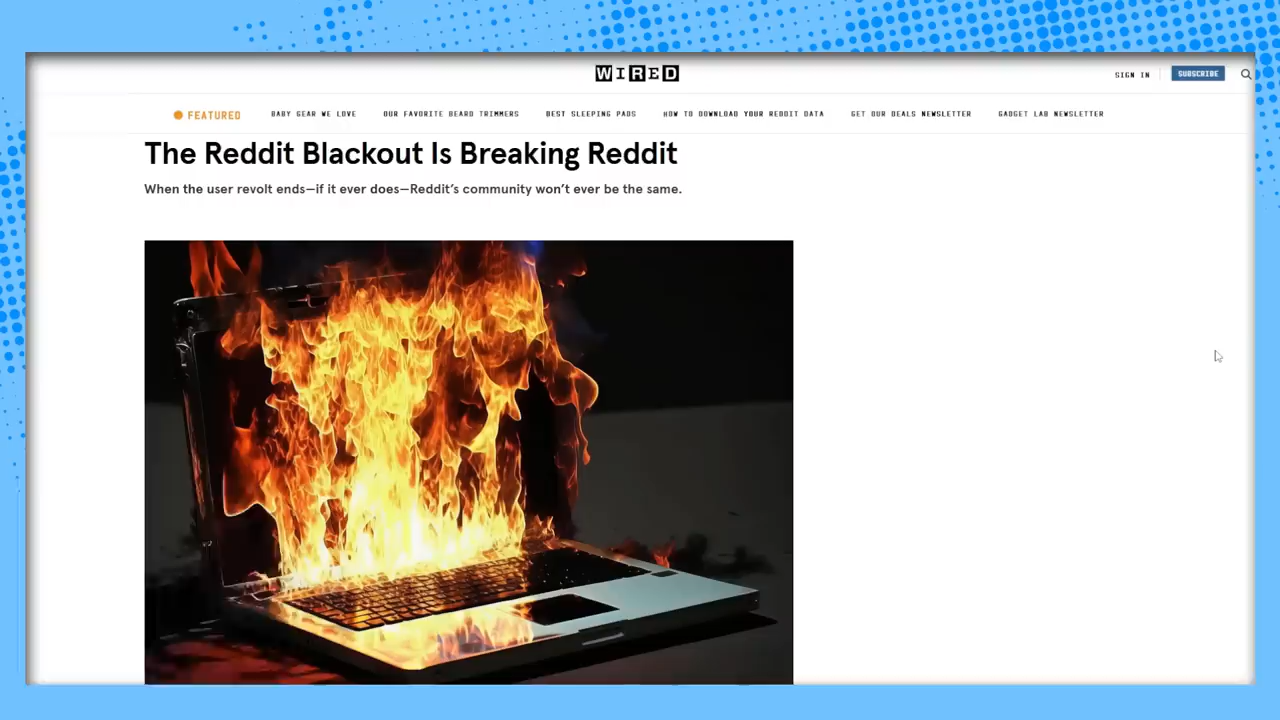 WIRED
SIGN IN
SUBSCRIBE
FEATURED
BABY GEAR WE LOVE
OUR FAVORITE BEARD TRIMMERS
BEST SLEEPING PADS
HOW TO DOWNLOAD YOUR REDDIT DATA
GET OUR DEALS NEWSLETTER
GADGET LAB NEWSLETTER
The Reddit Blackout Is Breaking Reddit
When the user revolt ends—if it ever does—Reddit’s community won’t ever be the same.